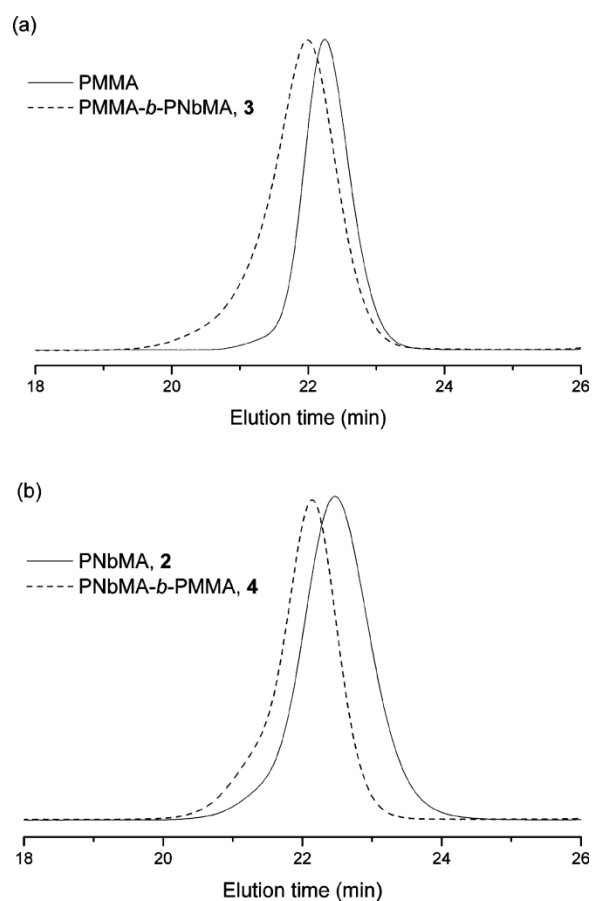 (a)
PMMA
PMMA-b-PNbMA, 3
18 20 22 24 26
Elution time (min)
(b)
PNbMA, 2
PNbMA-b-PMMA, 4
18 20 22 24 26
Elution time (min)